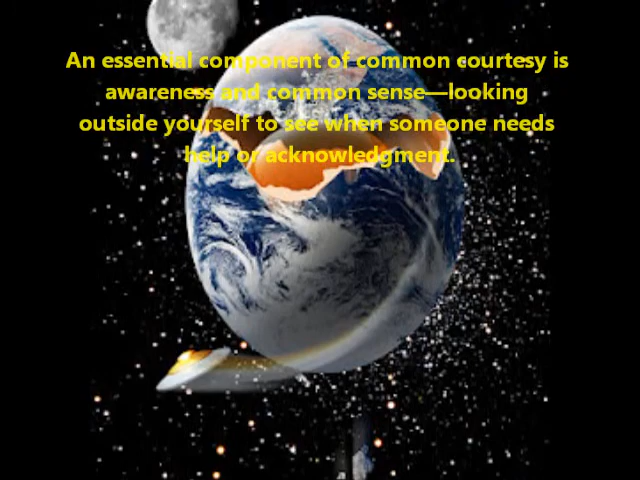 An essential component of common courtesy is
awareness and common sense—looking
outside yourself to see when someone needs
help or acknowledgment.